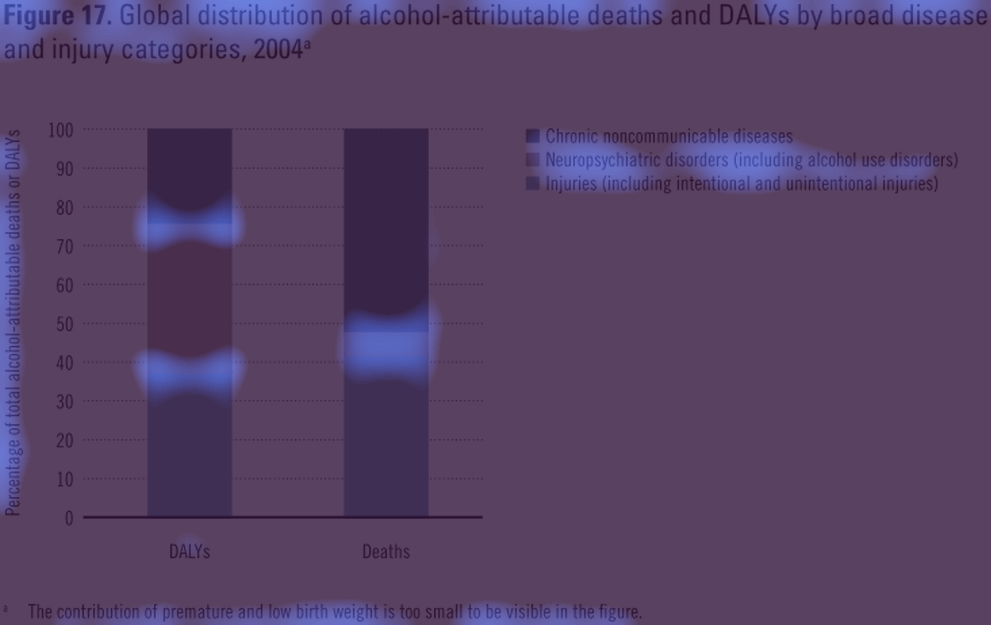 Figure 17. Global distribution of alcohol-attributable deaths and DALYs by broad disease
and injury categories, 2004ᵃ
Percentage of total alcohol-attributable deaths or DALYs
100
90
80
70
60
50
40
30
20
10
0
DALYs
Deaths
Chronic noncommunicable diseases
Neuropsychiatric disorders (including alcohol use disorders)
Injuries (including intentional and unintentional injuries)
ᵃ The contribution of premature and low birth weight is too small to be visible in the figure.